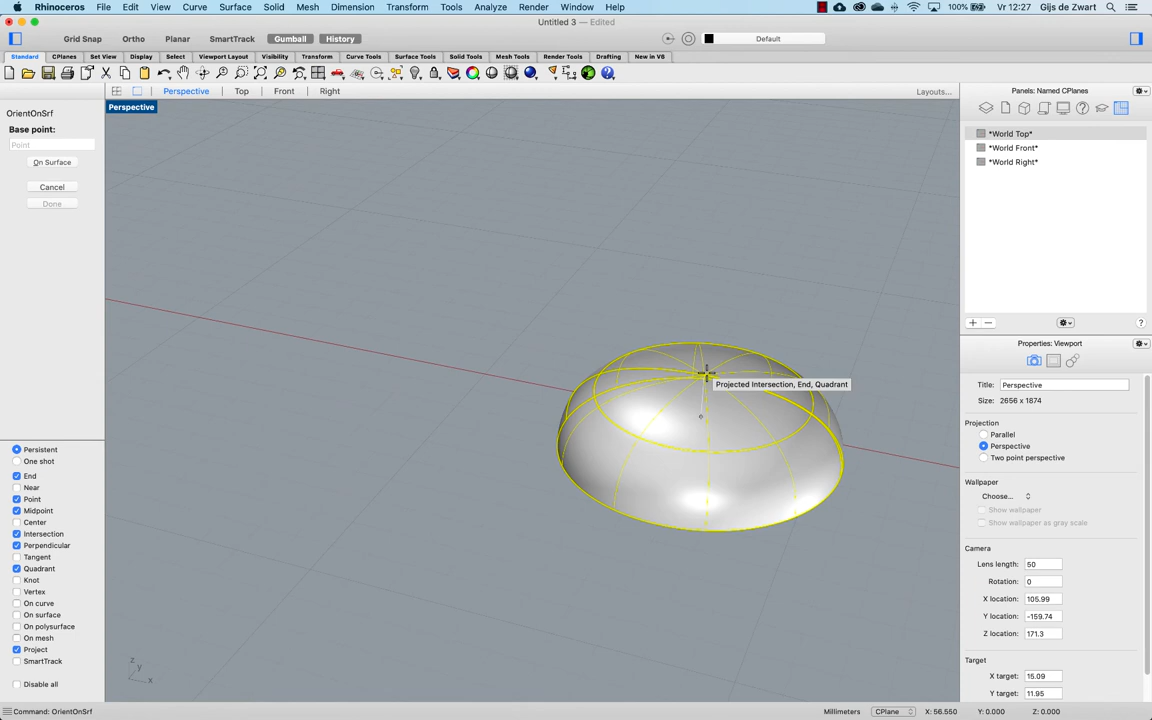 Rhinoceros File Edit View Curve Surface Solid Mesh Dimension Transform Tools Analyze Render Window Help 100% Vr 12:27 Gijs de Zwart
Untitled 3 — Edited
Grid Snap Ortho Planar SmartTrack Gumball History Default
Standard CPlanes Set View Display Select Viewport Layout Visibility Transform Curve Tools Surface Tools Solid Tools Mesh Tools Render Tools Drafting New in V6
Perspective Top Front Right Layouts...
Perspective
OrientOnSrf
Base point:
Point
On Surface
Cancel
Done
Projected Intersection, End, Quadrant
z
y
x
Persistent
One shot
End
Near
Point
Midpoint
Center
Intersection
Perpendicular
Tangent
Quadrant
Knot
Vertex
On curve
On surface
On polysurface
On mesh
Project
SmartTrack
Disable all
Panels: Named CPlanes
*World Top*
*World Front*
*World Right*
Properties: Viewport
Title: Perspective
Size: 2656 x 1874
Projection
Parallel
Perspective
Two point perspective
Wallpaper
Choose...
Show wallpaper
Show wallpaper as gray scale
Camera
Lens length: 50
Rotation: 0
X location: 105.99
Y location: -159.74
Z location: 171.3
Target
X target: 15.09
Y target: 11.95
Command: OrientOnSrf Millimeters CPlane X: 56.550 Y: 0.000 Z: 0.000